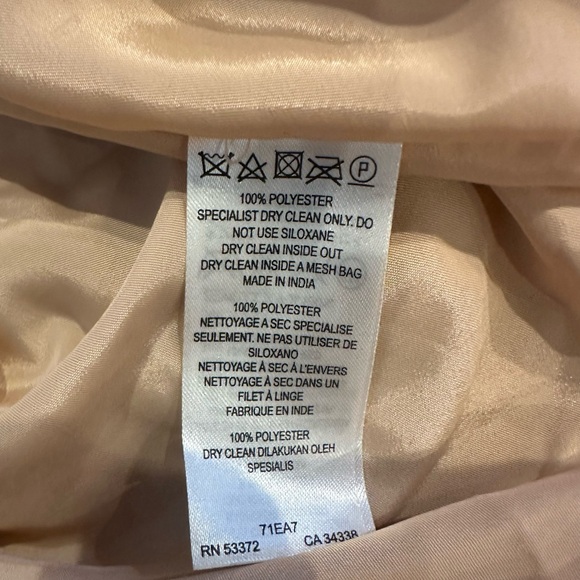 P
100% POLYESTER
SPECIALIST DRY CLEAN ONLY. DO
NOT USE SILOXANE
DRY CLEAN INSIDE OUT
DRY CLEAN INSIDE A MESH BAG
MADE IN INDIA
100% POLYESTER
NETTOYAGE A SEC SPECIALISE
SEULEMENT. NE PAS UTILISER DE
SILOXANO
NETTOYAGE À SEC À L'ENVERS
NETTOYAGE À SEC DANS UN
FILET À LINGE
FABRIQUE EN INDE
100% POLYESTER
DRY CLEAN DILAKUKAN OLEH
SPESIALIS
71EA7
RN 53372 CA 34338